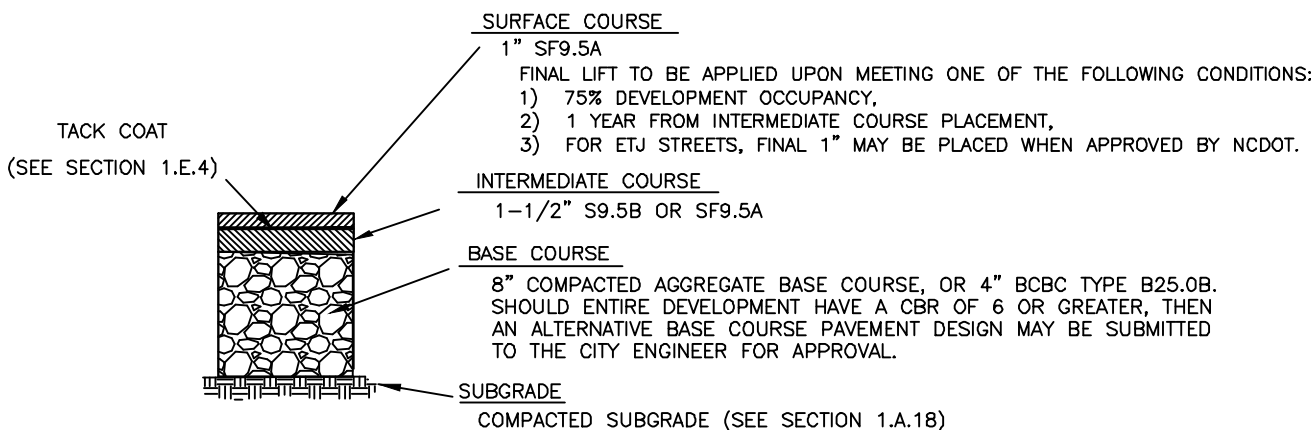 SURFACE COURSE
1” SF9.5A
FINAL LIFT TO BE APPLIED UPON MEETING ONE OF THE FOLLOWING CONDITIONS:
1) 75% DEVELOPMENT OCCUPANCY,
2) 1 YEAR FROM INTERMEDIATE COURSE PLACEMENT,
3) FOR ETJ STREETS, FINAL 1” MAY BE PLACED WHEN APPROVED BY NCDOT.
TACK COAT
(SEE SECTION 1.E.4)
INTERMEDIATE COURSE
1–1/2” S9.5B OR SF9.5A
BASE COURSE
8” COMPACTED AGGREGATE BASE COURSE, OR 4” BCBC TYPE B25.0B.
SHOULD ENTIRE DEVELOPMENT HAVE A CBR OF 6 OR GREATER, THEN
AN ALTERNATIVE BASE COURSE PAVEMENT DESIGN MAY BE SUBMITTED
TO THE CITY ENGINEER FOR APPROVAL.
SUBGRADE
COMPACTED SUBGRADE (SEE SECTION 1.A.18)